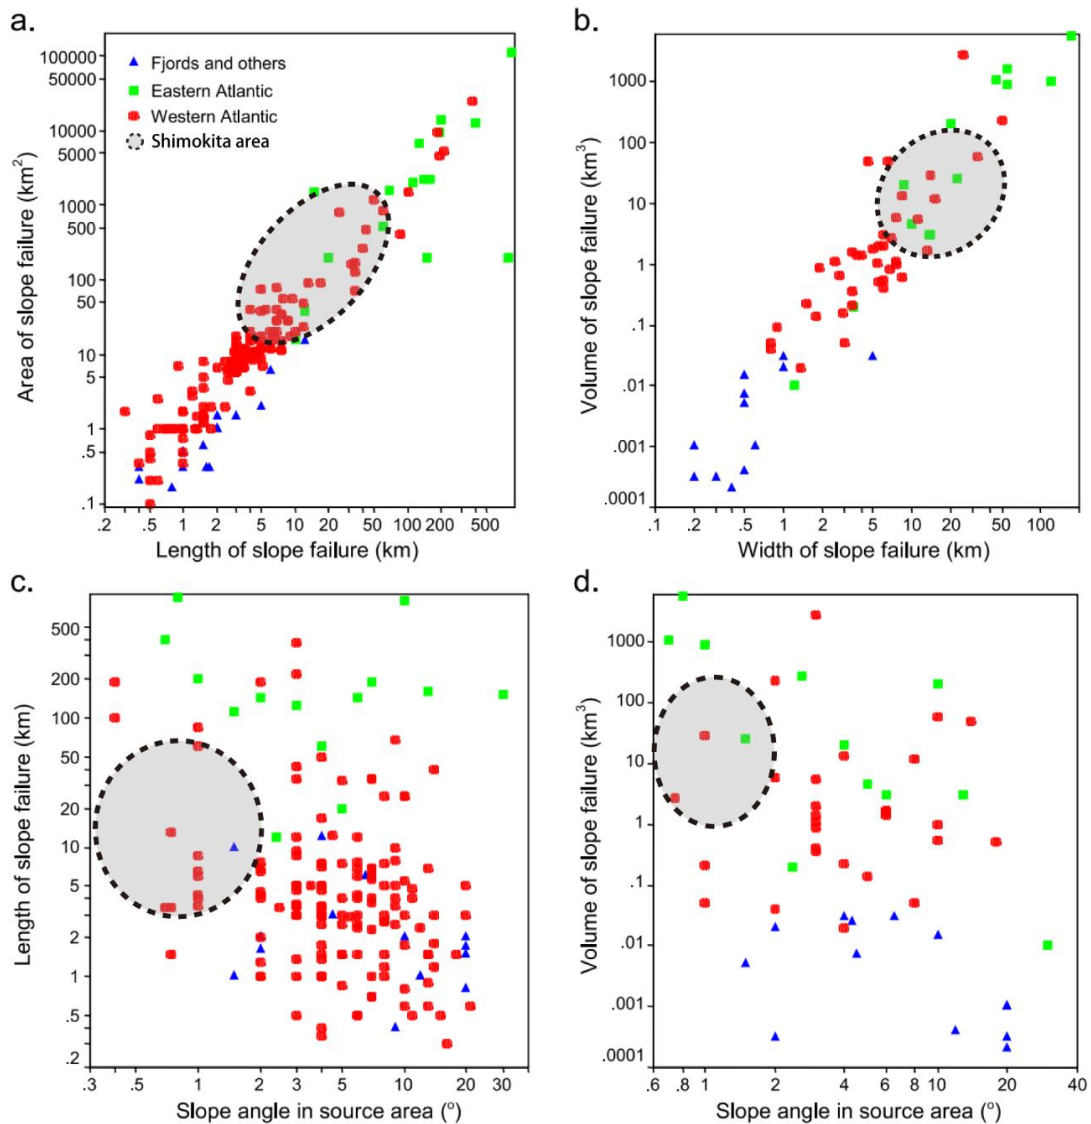 a.
Area of slope failure (km²)
100000
50000
10000
5000
1000
500
100
50
10
5
1
.5
.1
Fjords and others
Eastern Atlantic
Western Atlantic
Shimokita area
.2 .5 1 2 5 10 20 50 100 200 500
Length of slope failure (km)
b.
Volume of slope failure (km³)
1000
100
10
1
.1
.01
.001
.0001
.1 .2 .5 1 2 5 10 20 50 100
Width of slope failure (km)
c.
Length of slope failure (km)
500
200
100
50
20
10
5
2
1
.5
.2
.3 .5 1 2 3 5 10 20 30
Slope angle in source area (°)
d.
Volume of slope failure (km³)
1000
100
10
1
.1
.01
.001
.0001
.6 .8 1 2 4 6 8 10 20 40
Slope angle in source area (°)